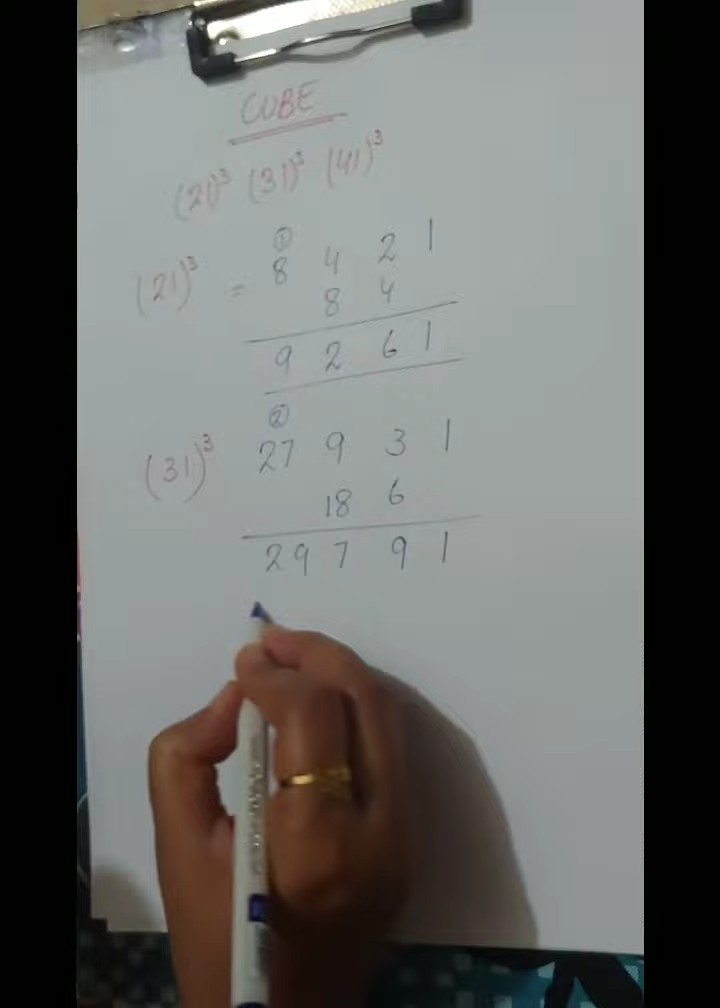 CUBE
(21)³ (31)³ (41)³
①
(21)³ = 8 4 2 1
8 4
9 2 6 1
②
(31)³ 27 9 3 1
18 6
29 7 9 1